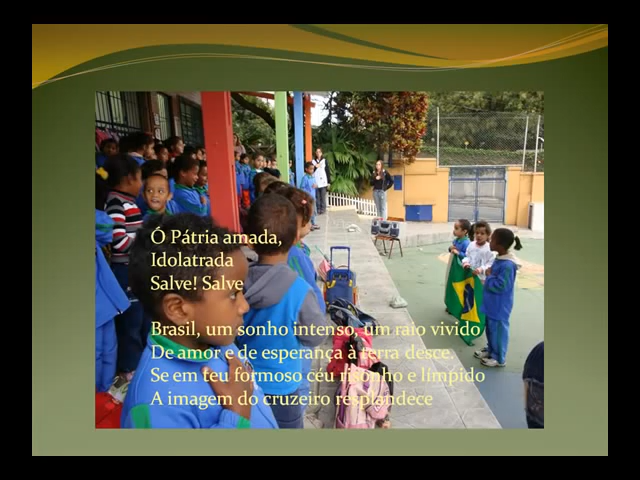 Ó Pátria amada,
Idolatrada
Salve! Salve
Brasil, um sonho intenso, um raio vivido
De amor e de esperança à terra desce.
Se em teu formoso céu risonho e límpido
A imagem do cruzeiro resplandece